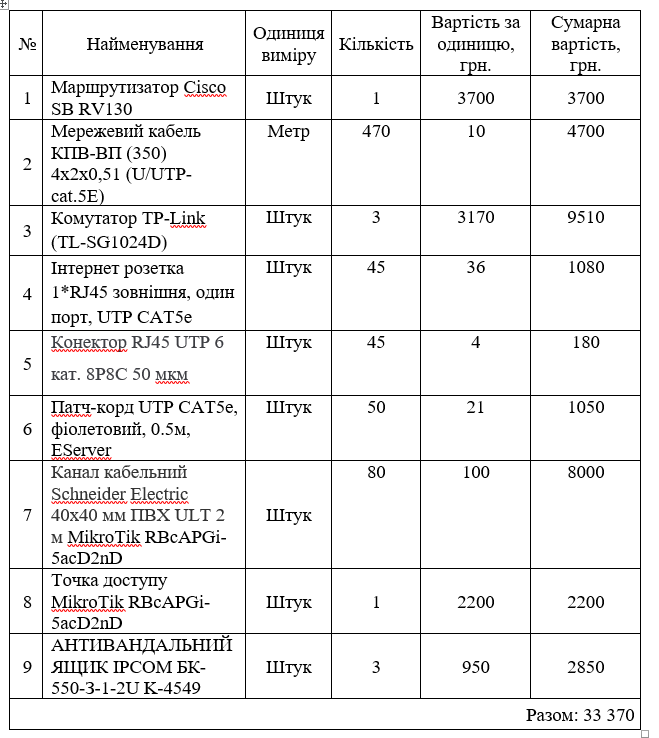 № Найменування Одиниця виміру Кількість Вартість за одиницю, грн. Сумарна вартість, грн.
1 Маршрутизатор Cisco Штук 1 3700 3700
SB RV130
2 Мережевий кабель Метр 470 10 4700
КПВ-ВП (350)
4х2х0,51 (U/UTP-
cat.5E)
3 Комутатор TP-Link Штук 3 3170 9510
(TL-SG1024D)
4 Інтернет розетка Штук 45 36 1080
1*RJ45 зовнішня, один
порт, UTP CAT5e
5 Конектор RJ45 UTP 6 Штук 45 4 180
кат. 8P8C 50 мкм
6 Патч-корд UTP CAT5e, Штук 50 21 1050
фіолетовий, 0.5м,
EServer
7 Канал кабельний Штук 80 100 8000
Schneider Electric
40х40 мм ПВХ ULT 2
м MikroTik RBcAPGi-
5acD2nD
8 Точка доступу Штук 1 2200 2200
MikroTik RBcAPGi-
5acD2nD
9 АНТИВАНДАЛЬНИЙ Штук 3 950 2850
ЯЩИК IPCOM БК-
550-З-1-2U K-4549
Разом: 33 370